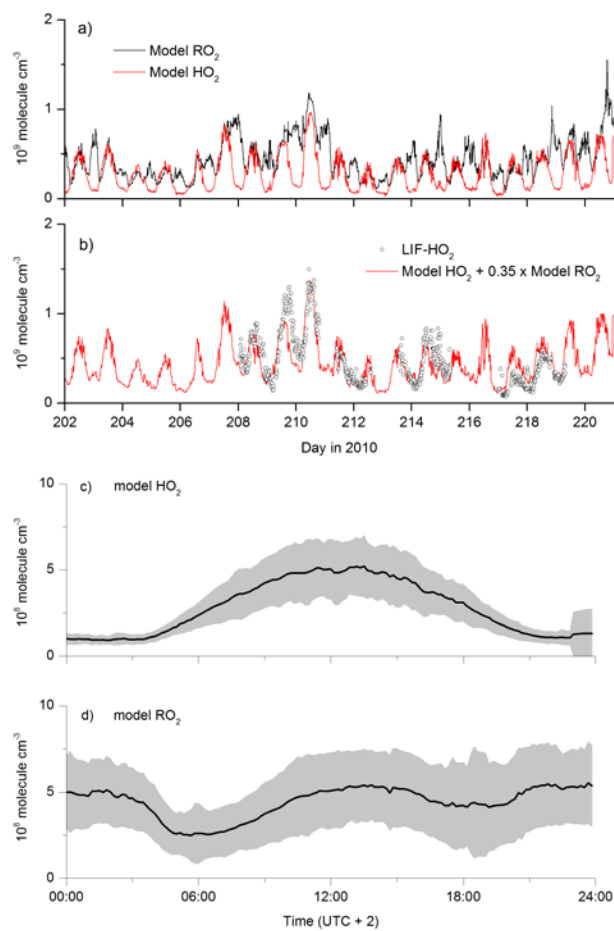 a)
Model RO₂
Model HO₂
10⁹ molecule cm⁻³
2
1
0
b)
LIF-HO₂
Model HO₂ + 0.35 x Model RO₂
10⁹ molecule cm⁻³
2
1
0
202 204 206 208 210 212 214 216 218 220
Day in 2010
c) model HO₂
10⁸ molecule cm⁻³
10
5
0
d) model RO₂
10⁸ molecule cm⁻³
10
5
0
00:00 06:00 12:00 18:00 24:00
Time (UTC + 2)